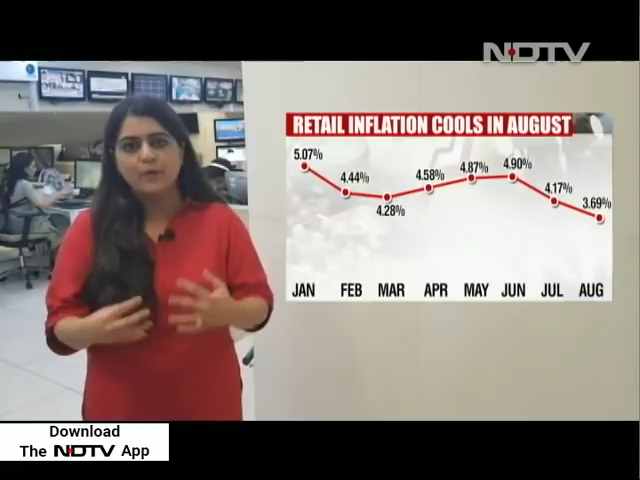 NDTV
RETAIL INFLATION COOLS IN AUGUST
5.07%
4.44%
4.28%
4.58%
4.87%
4.90%
4.17%
3.69%
JAN FEB MAR APR MAY JUN JUL AUG
Download
The NDTV App